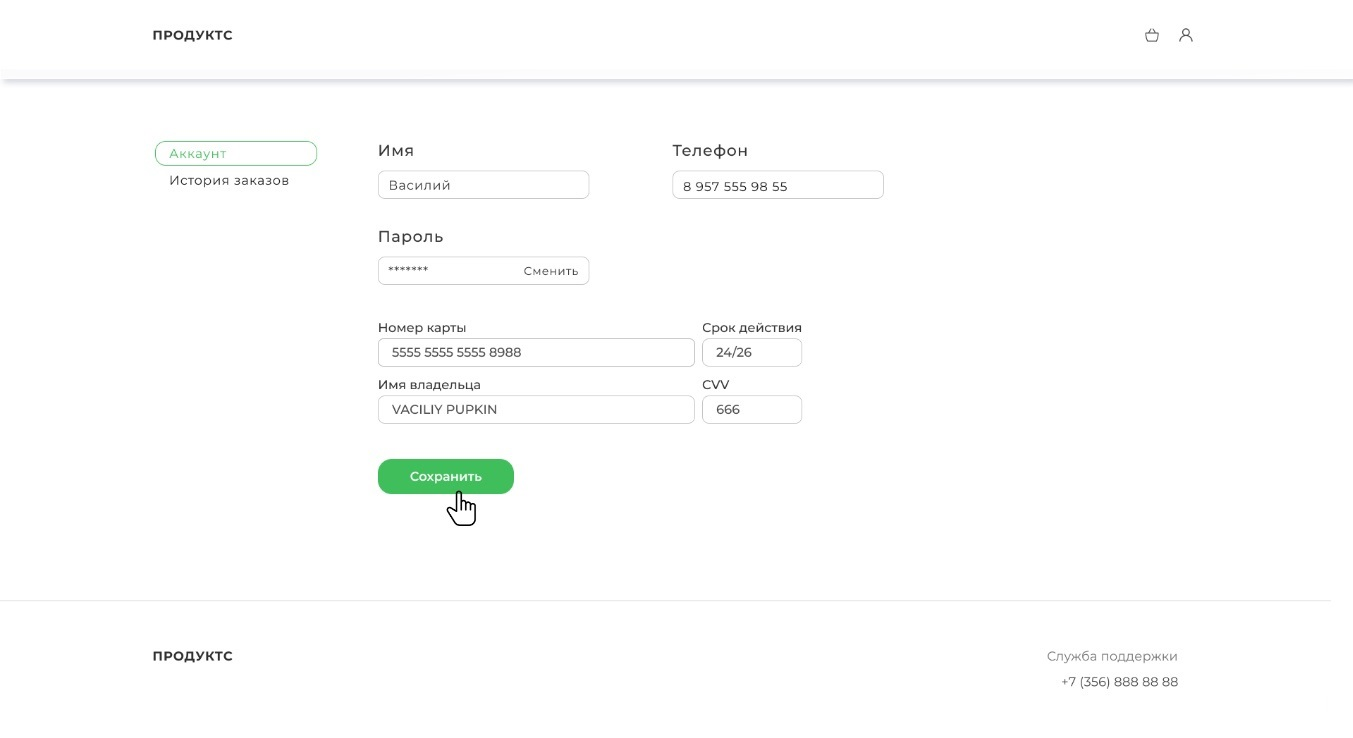 ПРОДУКТС
Аккаунт
История заказов
Имя
Телефон
Василий
8 957 555 98 55
Пароль
*******
Сменить
Номер карты
Срок действия
5555 5555 5555 8988
24/26
Имя владельца
CVV
VACILIY PUPKIN
666
Сохранить
ПРОДУКТС
Служба поддержки
+7 (356) 888 88 88